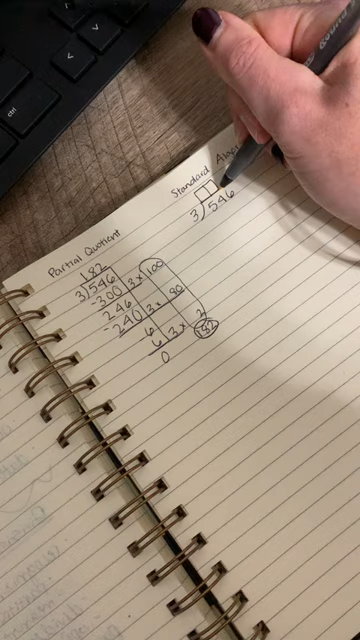 Partial Quotient
182
3)546
-300 3x 100
246
-240 3x 80
6
6 3x 2
0 182
Standard
3)546
ctrl